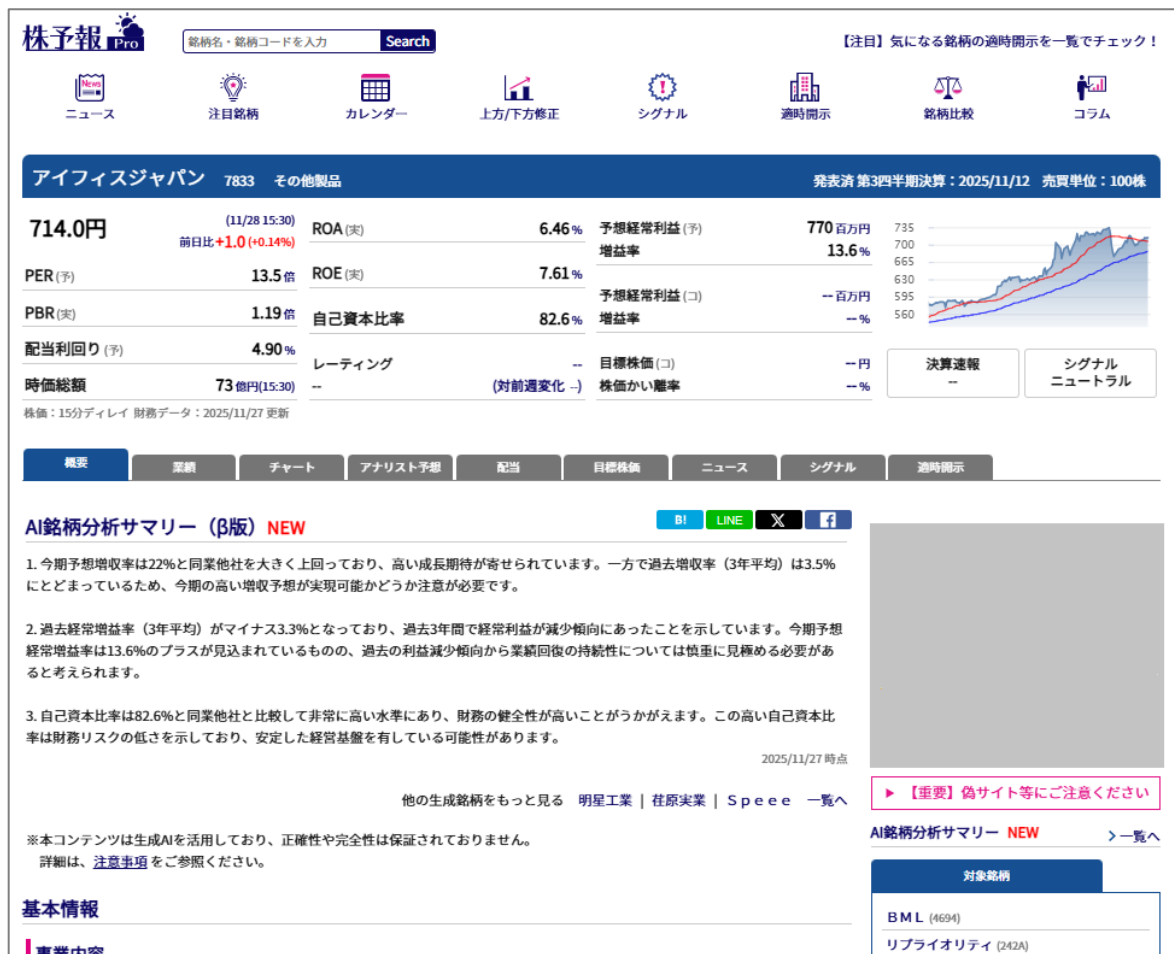 株予報 Pro
銘柄名・銘柄コードを入力 Search
【注目】気になる銘柄の適時開示を一覧でチェック！
News
ニュース 注目銘柄 カレンダー 上方/下方修正 シグナル 適時開示 銘柄比較 コラム
アイフィスジャパン 7833 その他製品 発表済 第3四半期決算：2025/11/12 売買単位：100株
714.0円 (11/28 15:30)
前日比+1.0 (+0.14%)
PER (予) 13.5 倍
PBR (実) 1.19 倍
配当利回り (予) 4.90 %
時価総額 73 億円(15:30)
株価：15分ディレイ 財務データ：2025/11/27 更新
ROA (実) 6.46 %
ROE (実) 7.61 %
自己資本比率 82.6 %
レーティング --
-- (対前週変化 --)
予想経常利益 (予) 770 百万円
増益率 13.6 %
予想経常利益 (コ) -- 百万円
増益率 -- %
目標株価 (コ) -- 円
株価かい離率 -- %
735
700
665
630
595
560
決算速報
--
シグナル
ニュートラル
概要 業績 チャート アナリスト予想 配当 目標株価 ニュース シグナル 適時開示
AI銘柄分析サマリー（β版） NEW
B! LINE X f
1. 今期予想増収率は22%と同業他社を大きく上回っており、高い成長期待が寄せられています。一方で過去増収率（3年平均）は3.5%
にとどまっているため、今期の高い増収予想が実現可能かどうか注意が必要です。
2. 過去経常増益率（3年平均）がマイナス3.3%となっており、過去3年間で経常利益が減少傾向にあったことを示しています。今期予想
経常増益率は13.6%のプラスが見込まれているものの、過去の利益減少傾向から業績回復の持続性については慎重に見極める必要があ
ると考えられます。
3. 自己資本比率は82.6%と同業他社と比較して非常に高い水準にあり、財務の健全性が高いことがうかがえます。この高い自己資本比
率は財務リスクの低さを示しており、安定した経営基盤を有している可能性があります。
2025/11/27 時点
他の生成銘柄をもっと見る 明星工業 | 荏原実業 | Ｓｐｅｅｅ 一覧へ
※本コンテンツは生成AIを活用しており、正確性や完全性は保証されておりません。
詳細は、注意事項 をご参照ください。
基本情報
事業内容
【重要】偽サイト等にご注意ください
AI銘柄分析サマリー NEW 一覧へ
対象銘柄
ＢＭＬ (4694)
リプライオリティ (242A)